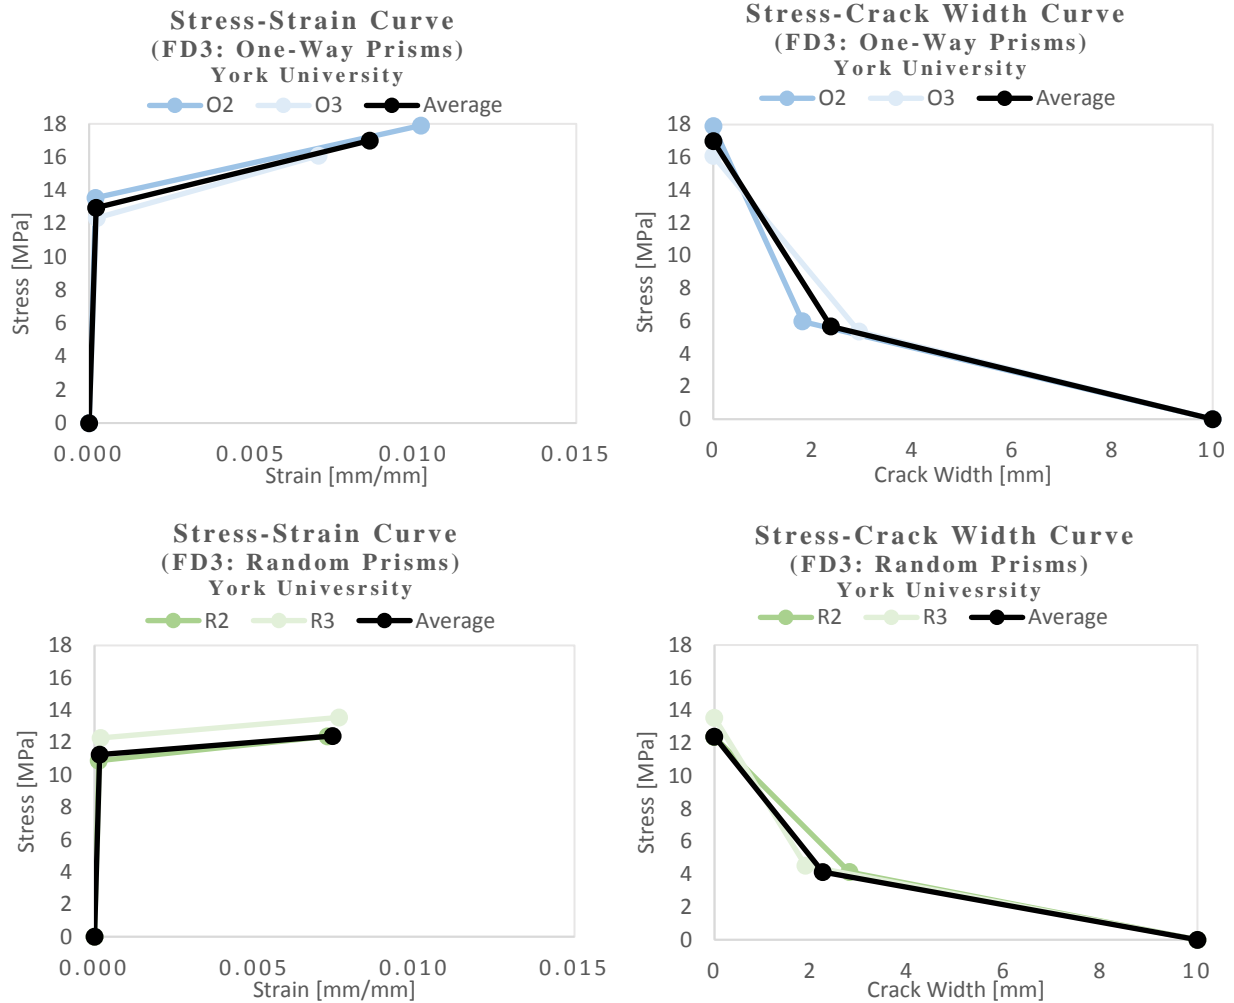 Stress-Strain Curve
(FD3: One-Way Prisms)
York University
O2 O3 Average
18
16
14
12
10
8
6
4
2
0
Stress [MPa]
0.000 0.005 0.010 0.015
Strain [mm/mm]
Stress-Crack Width Curve
(FD3: One-Way Prisms)
York University
O2 O3 Average
18
16
14
12
10
8
6
4
2
0
Stress [MPa]
0 2 4 6 8 10
Crack Width [mm]
Stress-Strain Curve
(FD3: Random Prisms)
York Univesrsity
R2 R3 Average
18
16
14
12
10
8
6
4
2
0
Stress [MPa]
0.000 0.005 0.010 0.015
Strain [mm/mm]
Stress-Crack Width Curve
(FD3: Random Prisms)
York Univesrsity
R2 R3 Average
18
16
14
12
10
8
6
4
2
0
Stress [MPa]
0 2 4 6 8 10
Crack Width [mm]